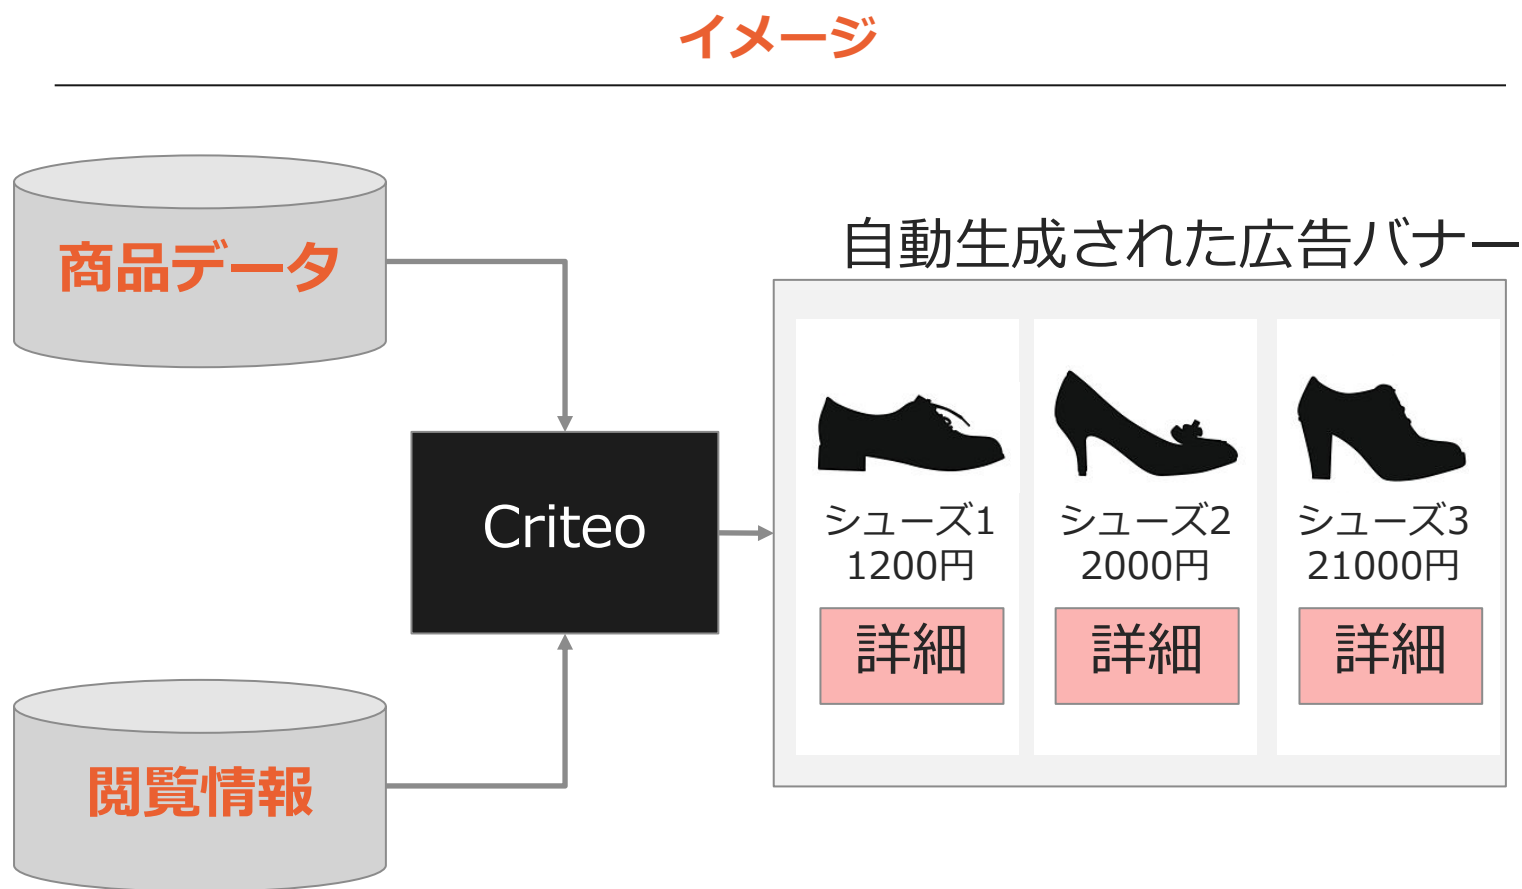 イメージ
商品データ
閲覧情報
Criteo
自動生成された広告バナー
シューズ1
1200円
詳細
シューズ2
2000円
詳細
シューズ3
21000円
詳細